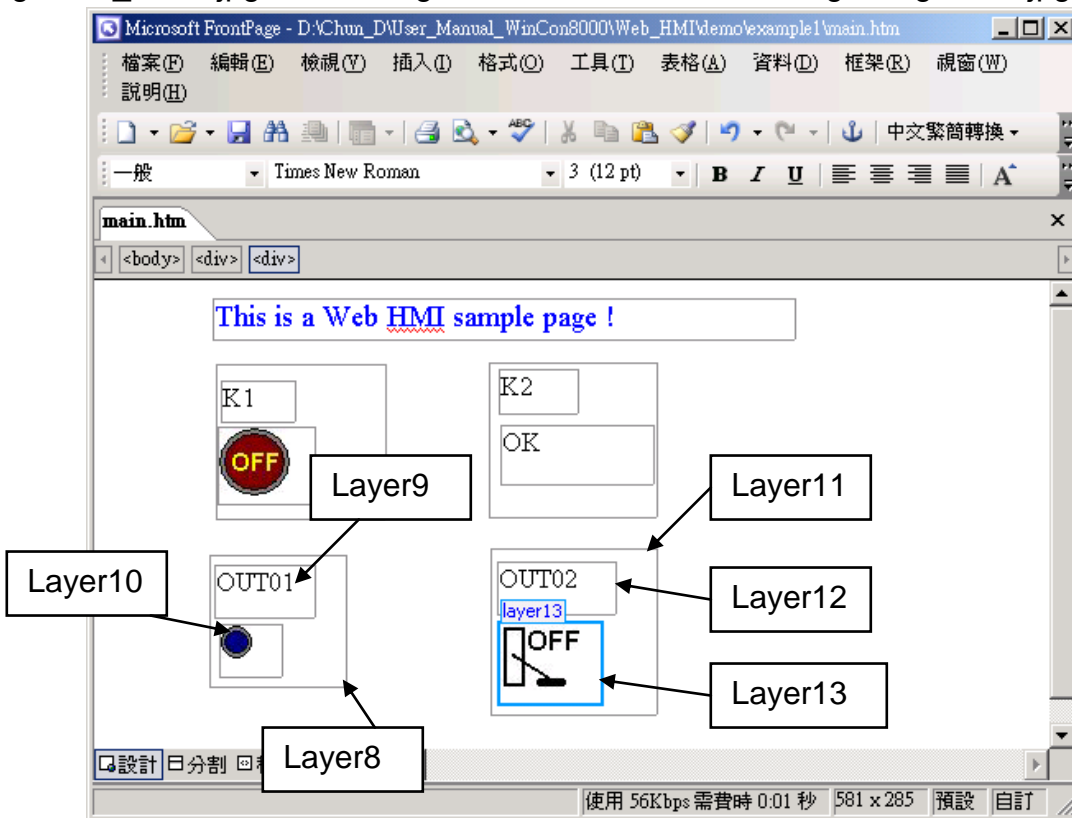 Microsoft FrontPage - D:\Chun_D\User_Manual_WinCon8000\Web_HMI\demo\example1\main.htm
檔案(F) 編輯(E) 檢視(V) 插入(I) 格式(O) 工具(T) 表格(A) 資料(D) 框架(R) 視窗(W)
說明(H)
ABC 中文繁簡轉換
一般 Times New Roman 3 (12 pt) B I U A
main.htm
<body> <div> <div>
This is a Web HMI sample page !
K1
K2
OFF
OK
Layer9
Layer11
Layer10
OUT01
OUT02
Layer12
layer13
OFF
Layer13
Layer8
設計 分割
使用 56Kbps 需費時 0:01 秒 581 x 285 預設 自訂